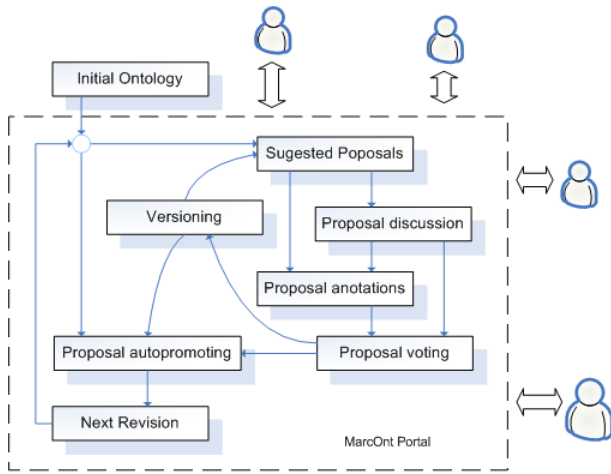 Initial Ontology
Sugested Poposals
Versioning
Proposal discussion
Proposal anotations
Proposal autopromoting
Proposal voting
Next Revision
MarcOnt Portal